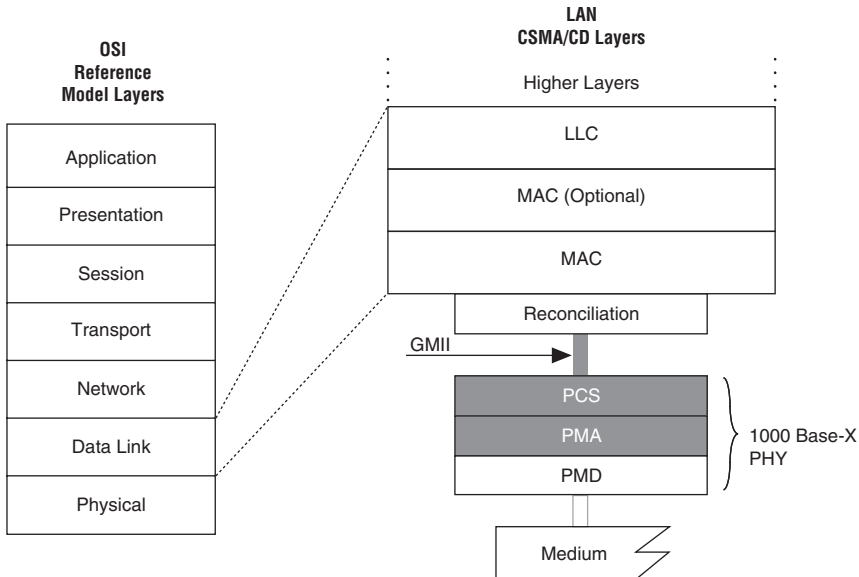 LAN
CSMA/CD Layers
OSI
Reference
Model Layers
Higher Layers
Application
Presentation
Session
Transport
Network
Data Link
Physical
LLC
MAC (Optional)
MAC
Reconciliation
GMII
PCS
PMA
PMD
1000 Base-X
PHY
Medium